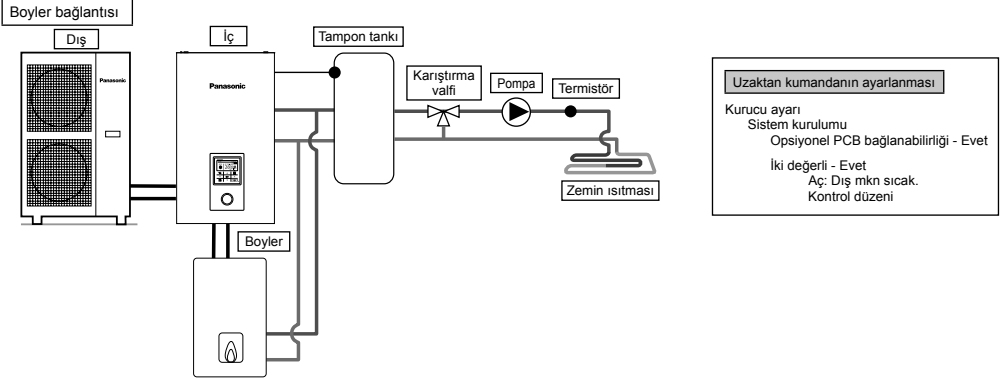 Boyler bağlantısı
Dış
İç
Tampon tankı
Panasonic
Panasonic
Karıştırma
valfi
Pompa
Termistör
Zemin ısıtması
Boyler
Uzaktan kumandanın ayarlanması
Kurucu ayarı
Sistem kurulumu
Opsiyonel PCB bağlanabilirliği - Evet
İki değerli - Evet
Aç: Dış mkn sıcak.
Kontrol düzeni